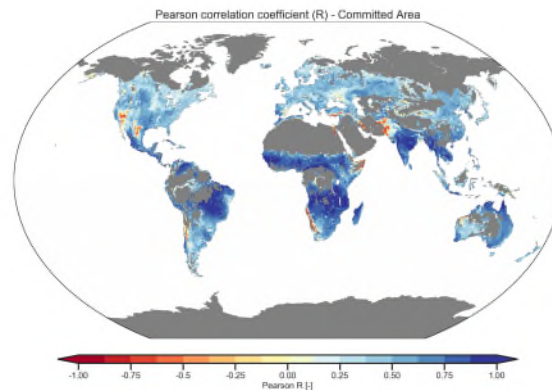 Pearson correlation coefficient (R) - Committed Area
-1.00 -0.75 -0.5 -0.25 0.00 0.25 0.5 0.75 1.00
Pearson R [-]